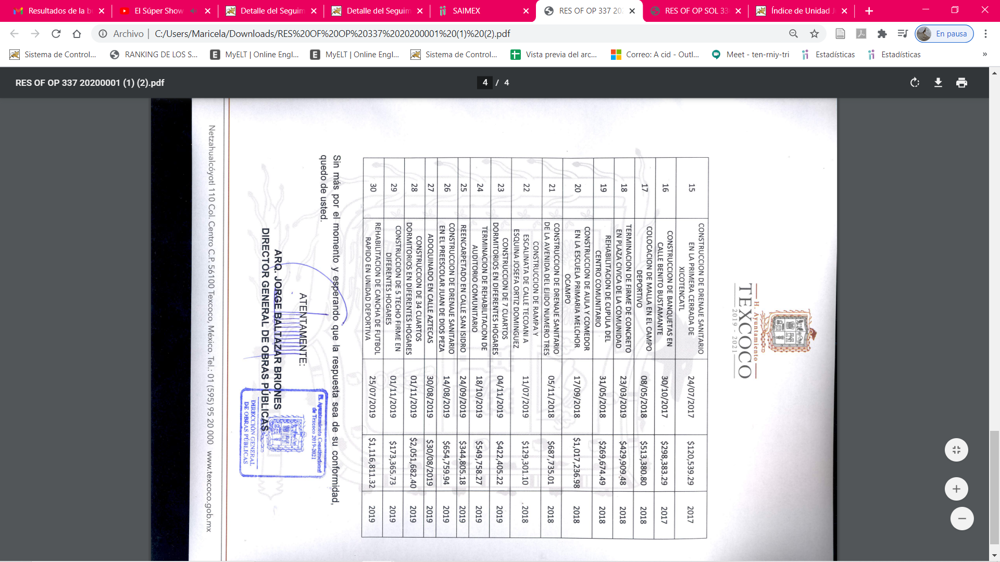 Resultados de la b
El Súper Show
Detalle del Seguim
Detalle del Seguim
SAIMEX
RES OF OP 337 202
RES OF OP SOL 33
Índice de Unidad J
Archivo | C:/Users/Maricela/Downloads/RES%20OF%20OP%20337%2020200001%20(1)%20(2).pdf
En pausa
Sistema de Control...
RANKING DE LOS S...
MyELT | Online Engl...
MyELT | Online Engl...
Sistema de Control...
Vista previa del arc...
Correo: A cid - Outl...
Meet - ten-rniy-tri
Estadísticas
Estadísticas
»
RES OF OP 337 20200001 (1) (2).pdf
4 / 4
H. Ayuntamiento
TEXCOCO
2019 - 2021
15 CONSTRUCCION DE DRENAJE SANITARIO EN LA PRIMERA CERRADA DE XICOTENCATL 24/07/2017 $120,539.29 2017
16 CONSTRUCCION DE BANQUETAS EN CALLE BENITO BUSTAMANTE 30/10/2017 $298,383.29 2017
17 COLOCACION DE MALLA EN EL CAMPO DEPORTIVO 08/05/2018 $513,380.80 2018
18 TERMINACION DE FIRME DE CONCRETO EN PLAZA CIVICA DE LA COMUNIDAD 23/03/2019 $429,909.48 2018
19 REHABILITACION DE CUPULA DEL CENTRO COMUNITARIO 31/05/2018 $269,674.49 2018
20 CONSTRUCCION DE AULA Y COMEDOR EN LA ESCUELA PRIMARIA MELCHOR OCAMPO 17/09/2018 $1,017,236.98 2018
21 CONSTRUCCION DE DRENAJE SANITARIO DE LA AVENIDA DEL EJIDO NUMERO TRES 05/11/2018 $687,735.01 2018
22 CONSTRUCCION DE RAMPA Y ESCALINATA DE CALLE TECOANI A ESQUINA JOSEFA ORTIZ DOMINGUEZ 11/07/2019 $129,301.10 2018
23 CONSTRUCCION DE 7 CUARTOS DORMITORIOS EN DIFERENTES HOGARES 04/11/2019 $422,405.22 2019
24 TERMINACION DE REHABILITACION DE AUDITORIO COMUNITARIO 18/10/2019 $549,758.27 2019
25 REENCARPETADO EN CALLE SAN ISIDRO 24/09/2019 $344,805.18 2019
26 CONSTRUCCION DE DRENAJE SANITARIO EN EL PREESCOLAR JUAN DE DIOS PEZA 14/08/2019 $654,759.94 2019
27 ADOQUINADO EN CALLE AZTECAS 30/08/2019 $30/08/2019 2019
28 CONSTRUCCION DE 34 CUARTOS DORMITORIOS EN DIFERENTES HOGARES 01/11/2019 $2,051,682.40 2019
29 CONSTRUCCION DE 5 TECHO FIRME EN DIFERENTES HOGARES 01/11/2019 $173,365.73 2019
30 REHABILITACION DE CANCHA DE FUTBOL RAPIDO EN UNIDAD DEPORTIVA 25/07/2019 $1,116,811.32 2019
Sin más por el momento y esperando que la respuesta sea de su conformidad,
quedo de usted.
ATENTAMENTE:
ARQ. JORGE BALTAZAR BRIONES
DIRECTOR GENERAL DE OBRAS PÚBLICAS
H. Ayuntamiento Constitucional
de Texcoco 2019-2021
DIRECCIÓN GENERAL
DE OBRAS PÚBLICAS
Netzahualcóyotl 110 Col. Centro C.P. 56100 Texcoco, México. Tel.: 01 (595) 95 20 000 www.texcoco.gob.mx